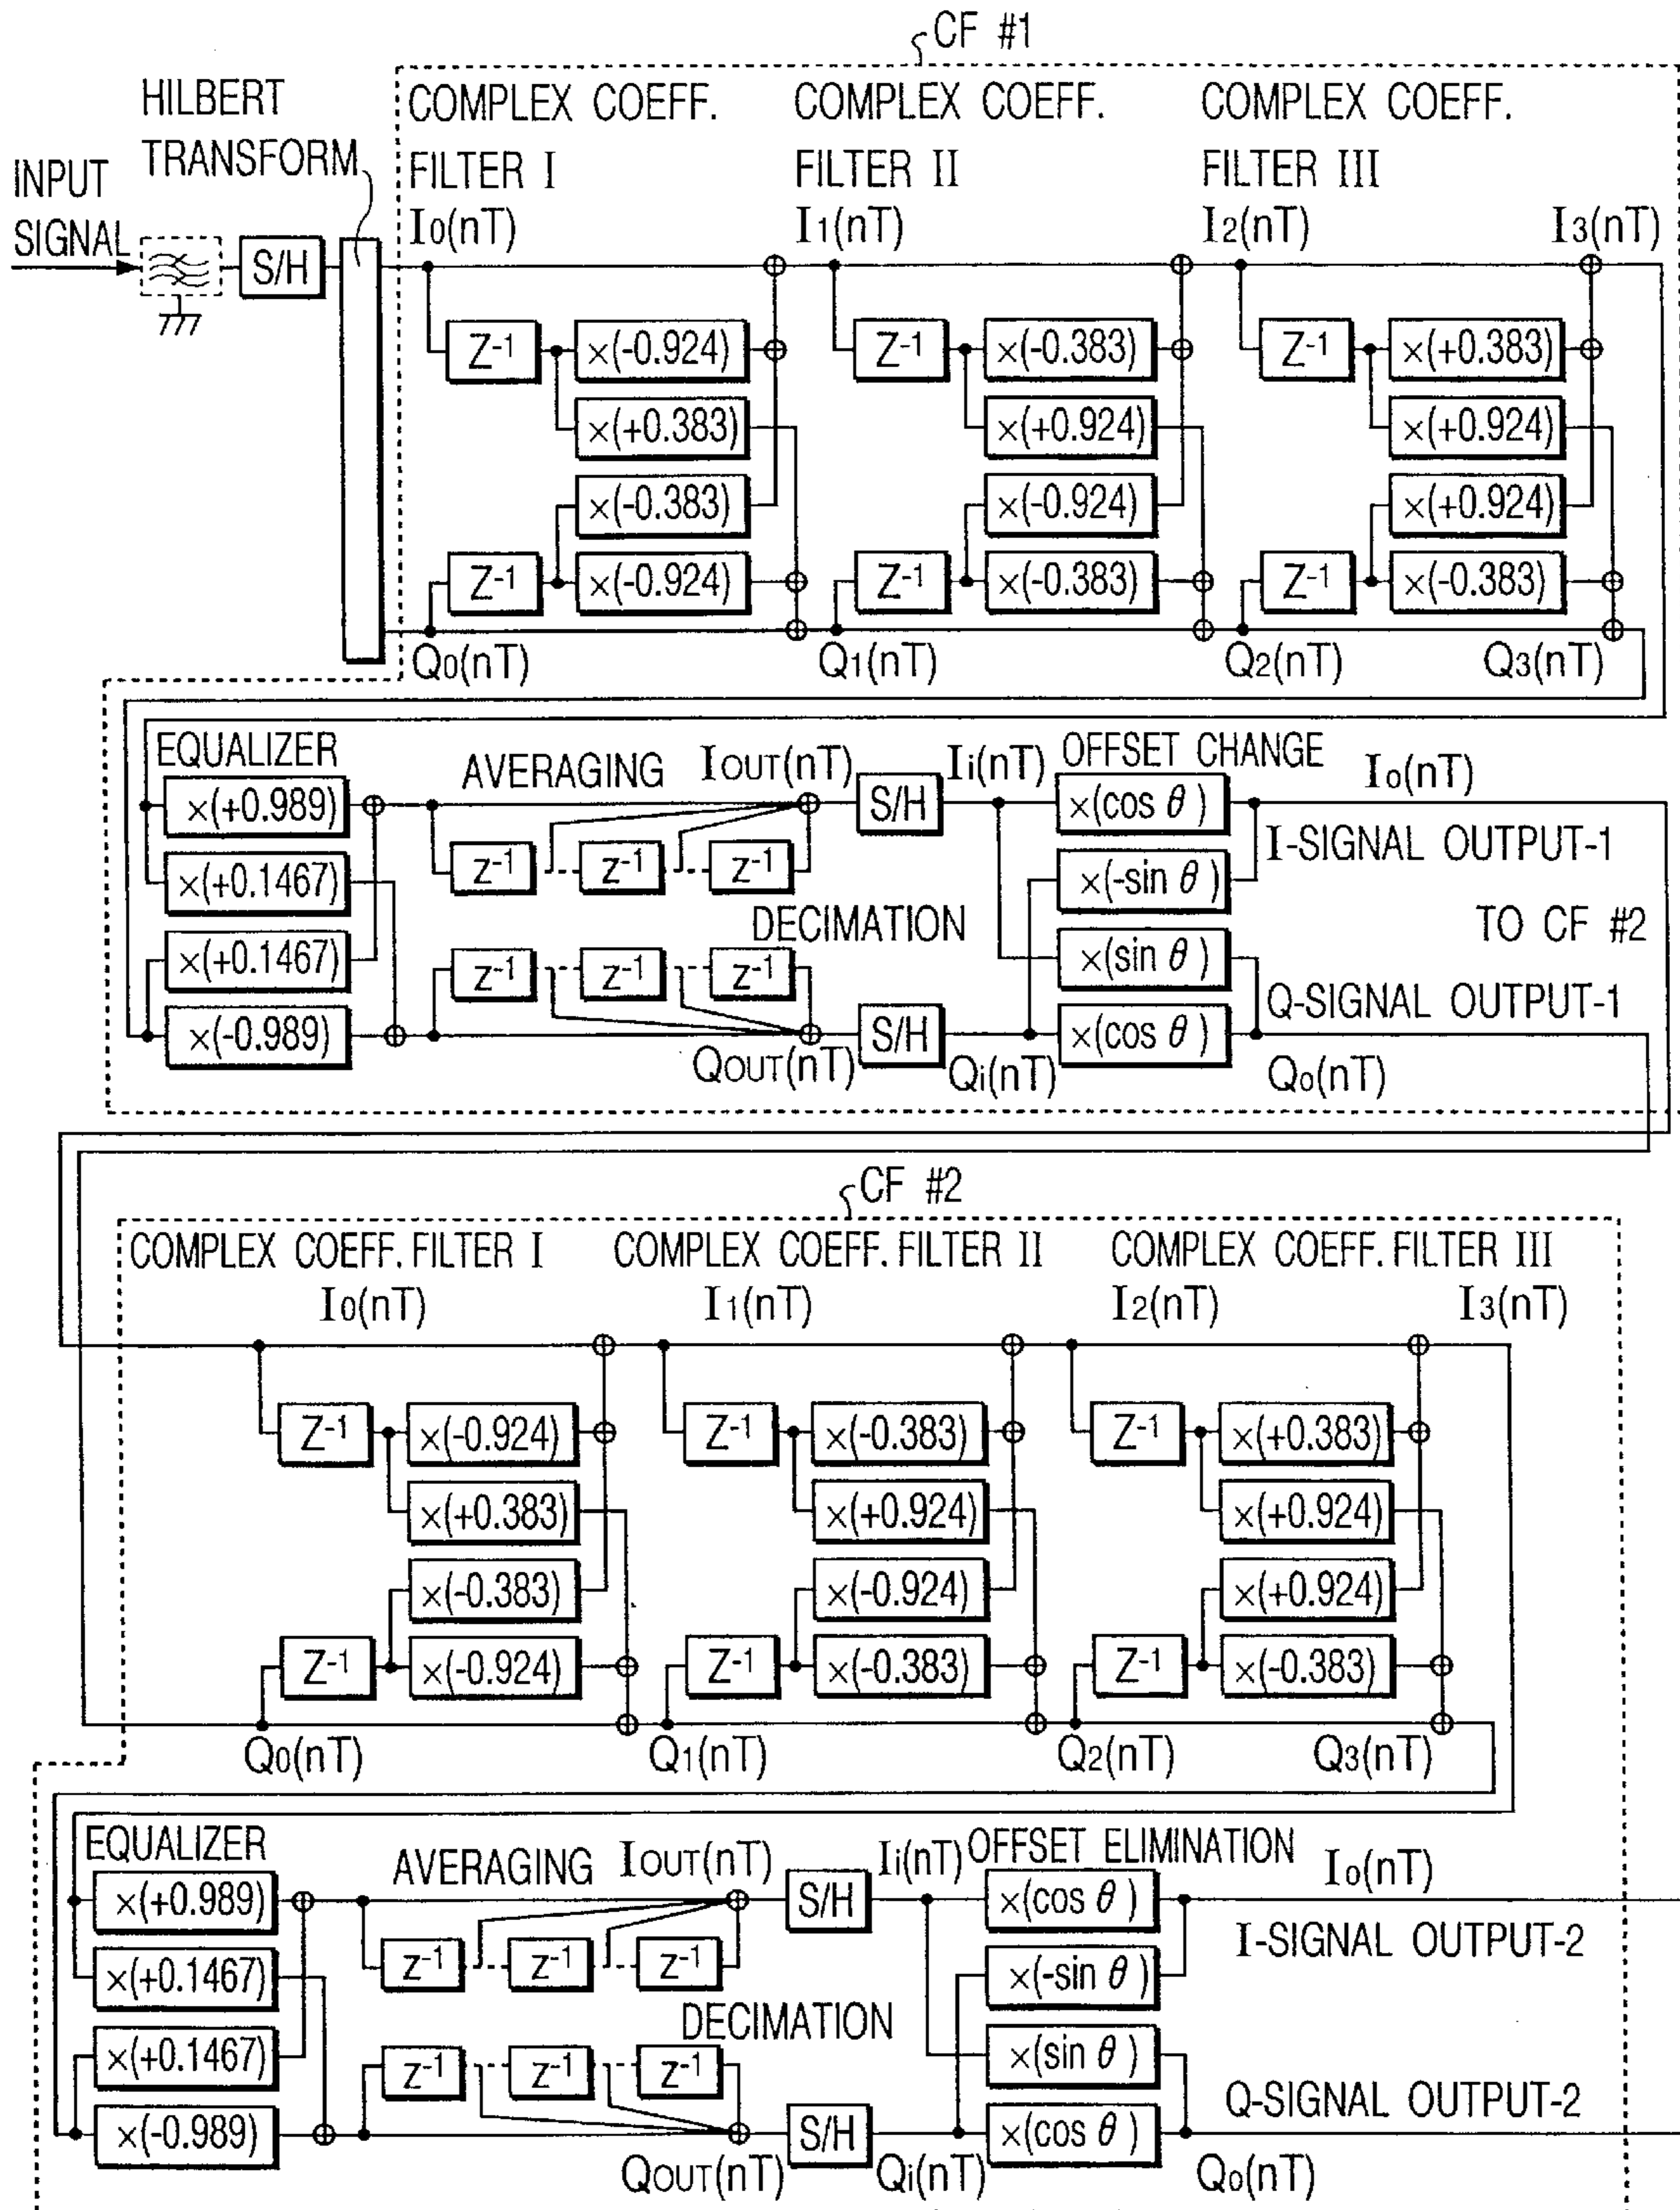 CF #1
HILBERT
TRANSFORM
INPUT
SIGNAL
S/H
COMPLEX COEFF.
FILTER I
I0(nT)
COMPLEX COEFF.
FILTER II
I1(nT)
COMPLEX COEFF.
FILTER III
I2(nT)
I3(nT)
Z-1
×(-0.924)
×(+0.383)
×(-0.383)
Z-1
×(-0.924)
Z-1
×(-0.383)
×(+0.924)
×(-0.924)
Z-1
×(-0.383)
Z-1
×(+0.383)
×(+0.924)
×(+0.924)
Z-1
×(-0.383)
Q0(nT)
Q1(nT)
Q2(nT)
Q3(nT)
EQUALIZER
×(+0.989)
×(+0.1467)
×(+0.1467)
×(-0.989)
AVERAGING
IOUT(nT)
z-1
z-1
z-1
DECIMATION
z-1
z-1
z-1
QOUT(nT)
S/H
S/H
Ii(nT)
Qi(nT)
OFFSET CHANGE
×(cos θ )
×(-sin θ )
×(sin θ )
×(cos θ )
Io(nT)
I-SIGNAL OUTPUT-1
TO CF #2
Q-SIGNAL OUTPUT-1
Qo(nT)
CF #2
COMPLEX COEFF. FILTER I
I0(nT)
COMPLEX COEFF. FILTER II
I1(nT)
COMPLEX COEFF. FILTER III
I2(nT)
I3(nT)
Z-1
×(-0.924)
×(+0.383)
×(-0.383)
Z-1
×(-0.924)
Z-1
×(-0.383)
×(+0.924)
×(-0.924)
Z-1
×(-0.383)
Z-1
×(+0.383)
×(+0.924)
×(+0.924)
Z-1
×(-0.383)
Q0(nT)
Q1(nT)
Q2(nT)
Q3(nT)
EQUALIZER
×(+0.989)
×(+0.1467)
×(+0.1467)
×(-0.989)
AVERAGING
IOUT(nT)
z-1
z-1
z-1
DECIMATION
z-1
z-1
z-1
QOUT(nT)
S/H
S/H
Ii(nT)
Qi(nT)
OFFSET ELIMINATION
×(cos θ )
×(-sin θ )
×(sin θ )
×(cos θ )
Io(nT)
I-SIGNAL OUTPUT-2
Q-SIGNAL OUTPUT-2
Qo(nT)